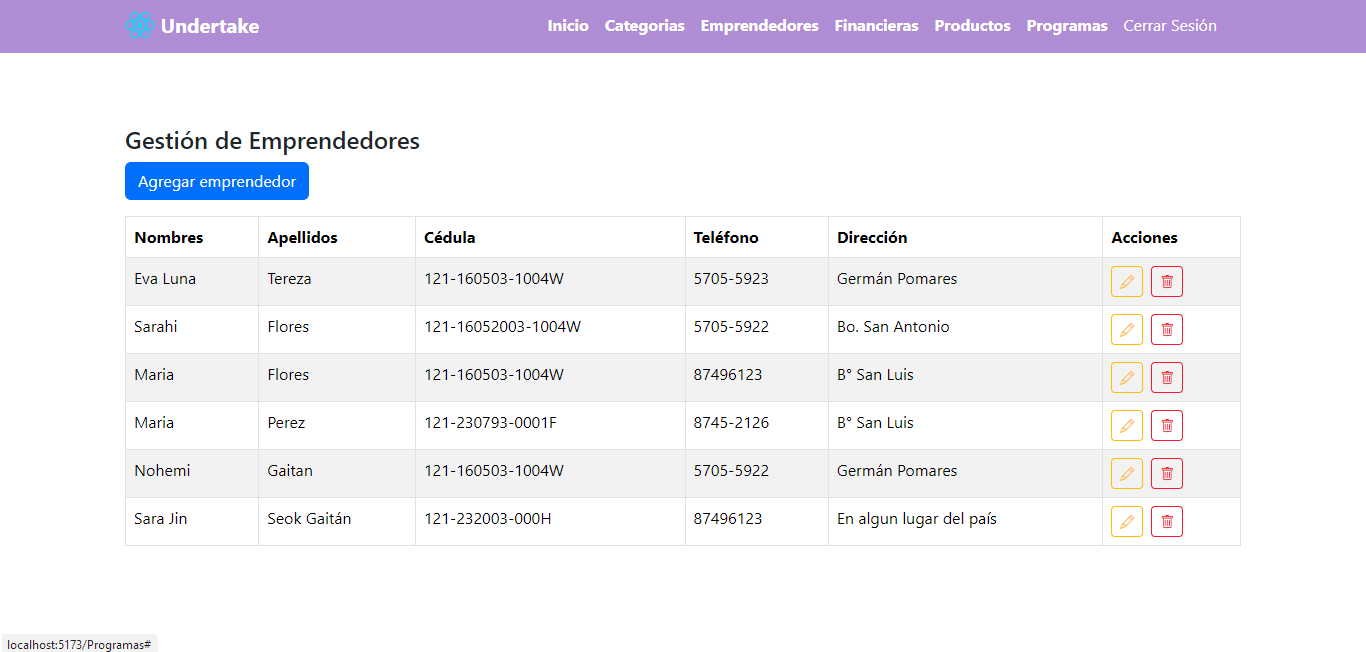 Undertake Inicio Categorias Emprendedores Financieras Productos Programas Cerrar Sesión
Gestión de Emprendedores
Agregar emprendedor
Nombres Apellidos Cédula Teléfono Dirección Acciones
Eva Luna Tereza 121-160503-1004W 5705-5923 Germán Pomares
Sarahi Flores 121-16052003-1004W 5705-5922 Bo. San Antonio
Maria Flores 121-160503-1004W 87496123 B° San Luis
Maria Perez 121-230793-0001F 8745-2126 B° San Luis
Nohemi Gaitan 121-160503-1004W 5705-5922 Germán Pomares
Sara Jin Seok Gaitán 121-232003-000H 87496123 En algun lugar del país
localhost:5173/Programas#